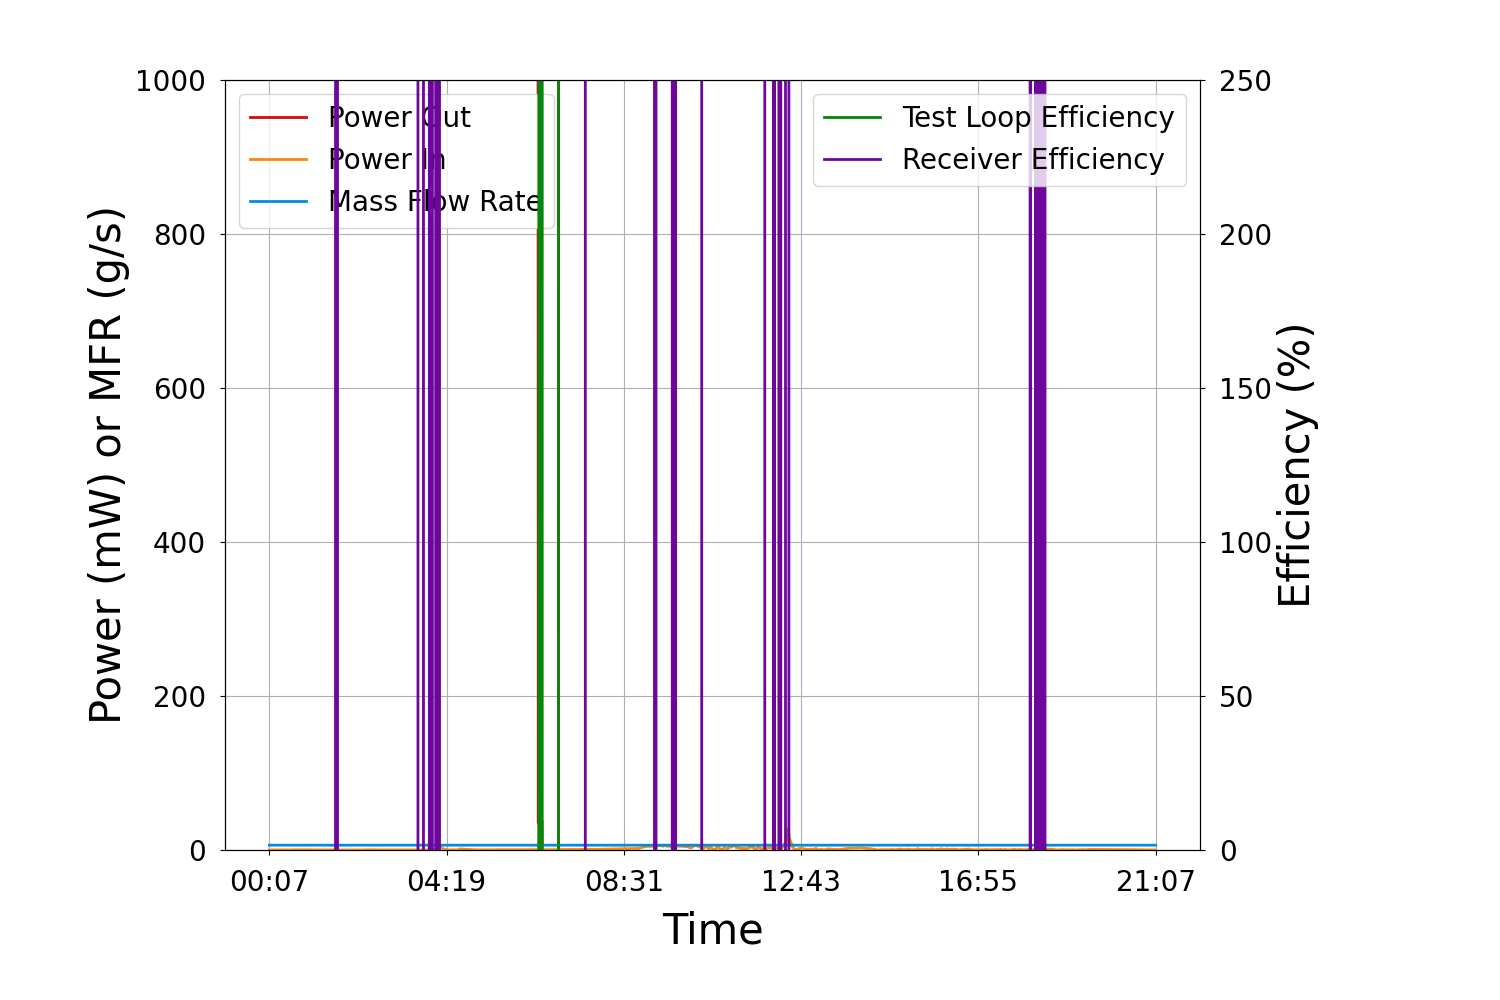 1000
800
600
400
200
0
Power (mW) or MFR (g/s)
Power Out
Power In
Mass Flow Rate
Test Loop Efficiency
Receiver Efficiency
250
200
150
100
50
0
Efficiency (%)
00:07 04:19 08:31 12:43 16:55 21:07
Time